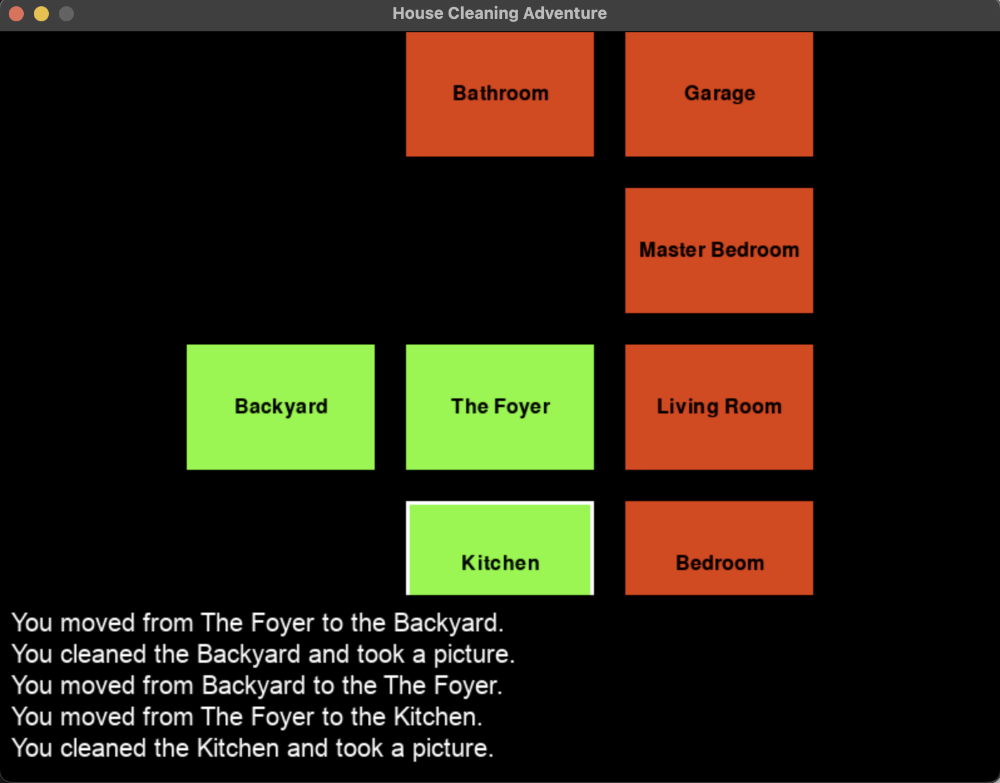 House Cleaning Adventure
Bathroom
Garage
Master Bedroom
Backyard
The Foyer
Living Room
Kitchen
Bedroom
You moved from The Foyer to the Backyard.
You cleaned the Backyard and took a picture.
You moved from Backyard to the The Foyer.
You moved from The Foyer to the Kitchen.
You cleaned the Kitchen and took a picture.